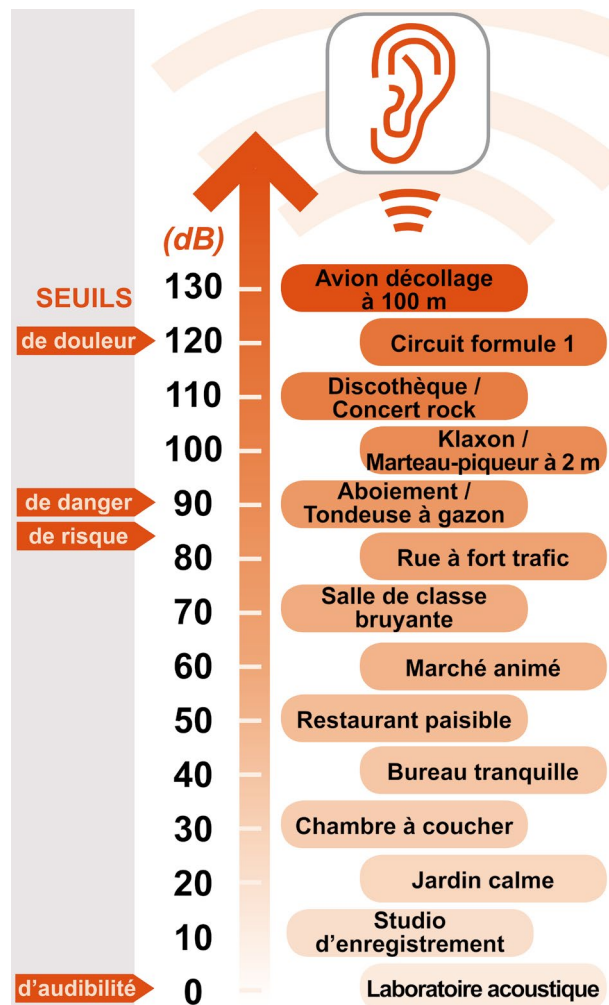 (dB)
SEUILS
130
Avion décollage
à 100 m
de douleur
120
Circuit formule 1
110
Discothèque /
Concert rock
100
Klaxon /
Marteau-piqueur à 2 m
de danger
90
Aboiement /
Tondeuse à gazon
de risque
80
Rue à fort trafic
70
Salle de classe
bruyante
60
Marché animé
50
Restaurant paisible
40
Bureau tranquille
30
Chambre à coucher
20
Jardin calme
10
Studio
d'enregistrement
d'audibilité
0
Laboratoire acoustique